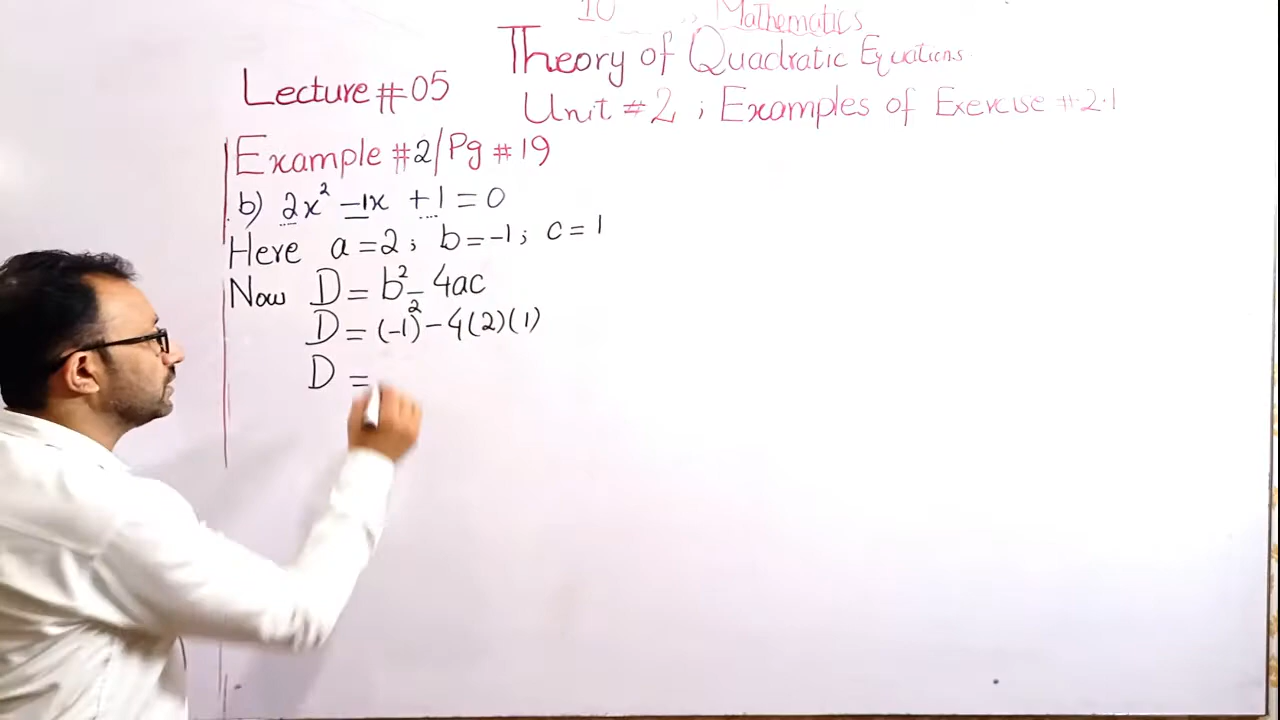 10 Mathematics
Theory of Quadratic Equations
Lecture #05
Unit #2 ; Examples of Exercise #2.1
Example #2/Pg #19
b) 2x² -1x +1 = 0
Here a = 2 ; b = -1 ; c = 1
Now D = b² - 4ac
D = (-1)² - 4(2)(1)
D =